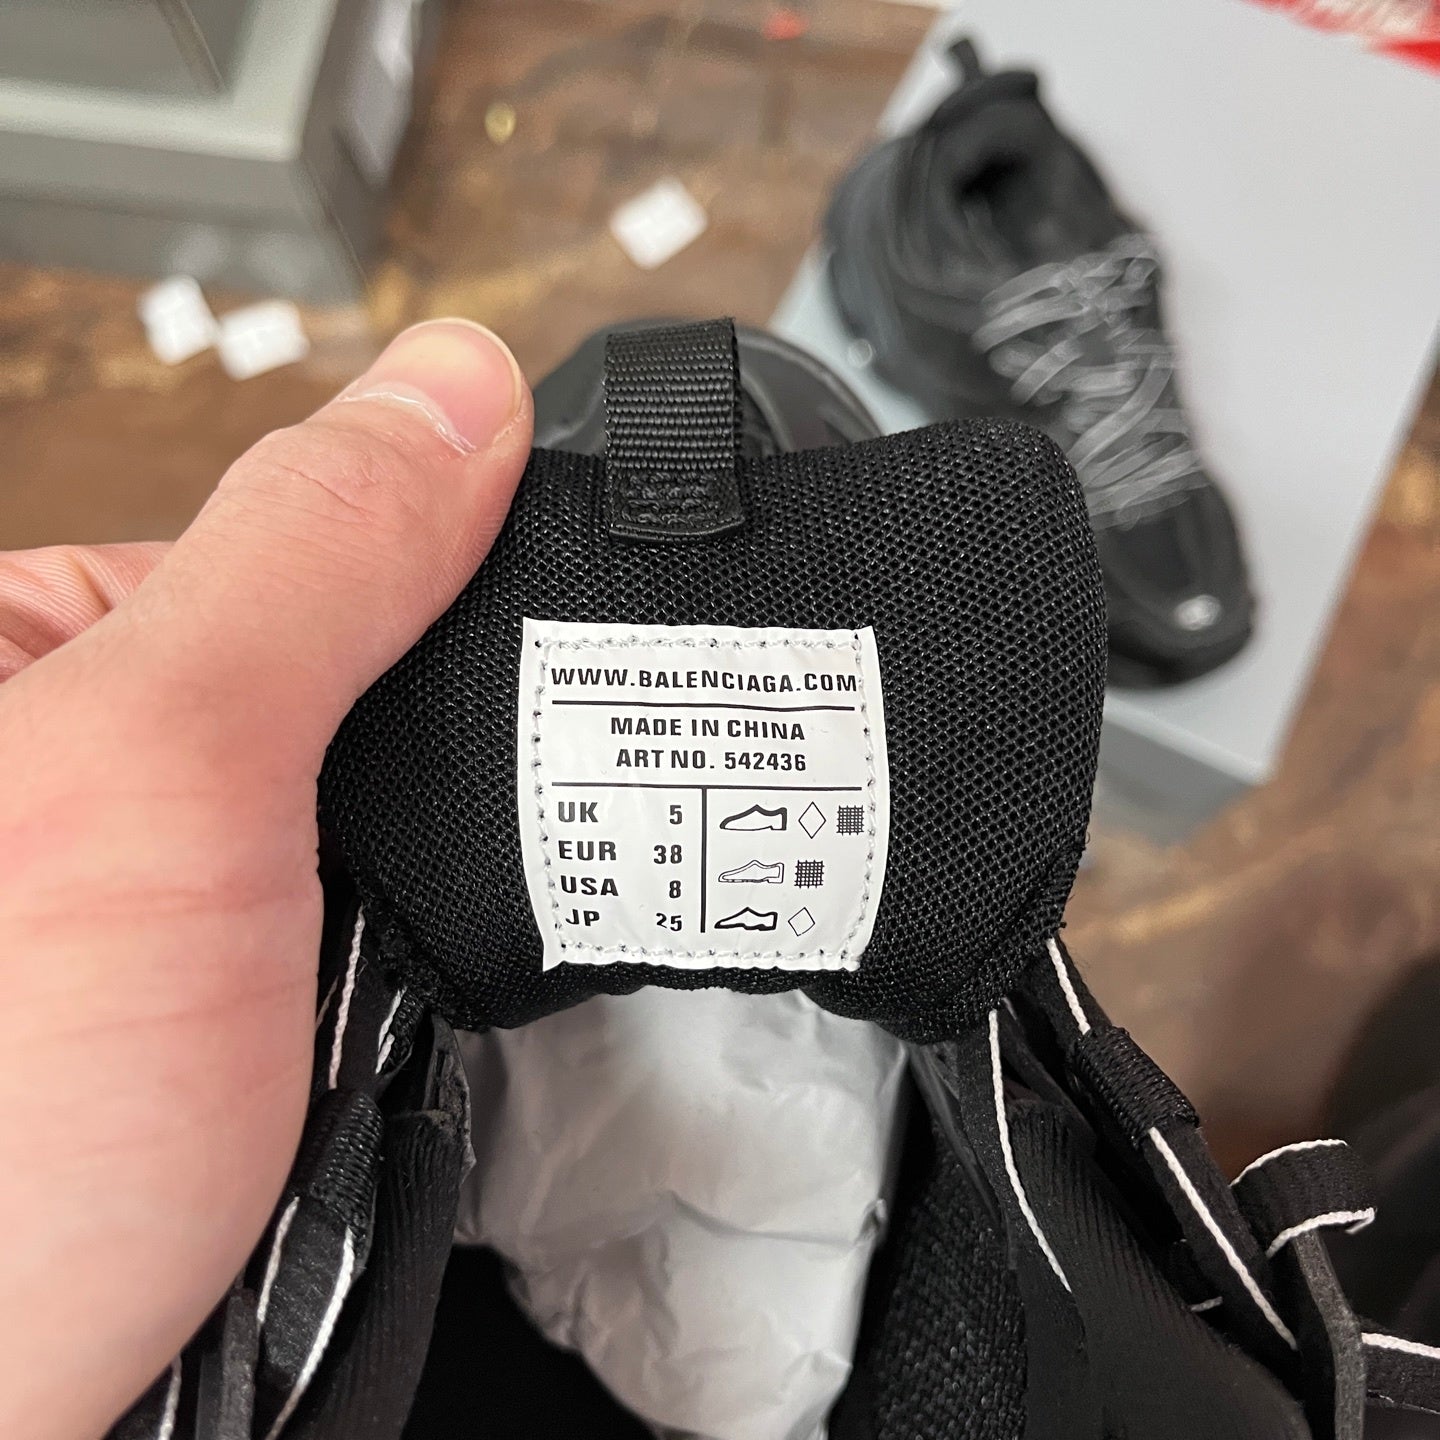 WWW.BALENCIAGA.COM
MADE IN CHINA
ART NO. 542436
UK 5
EUR 38
USA 8
JP 25